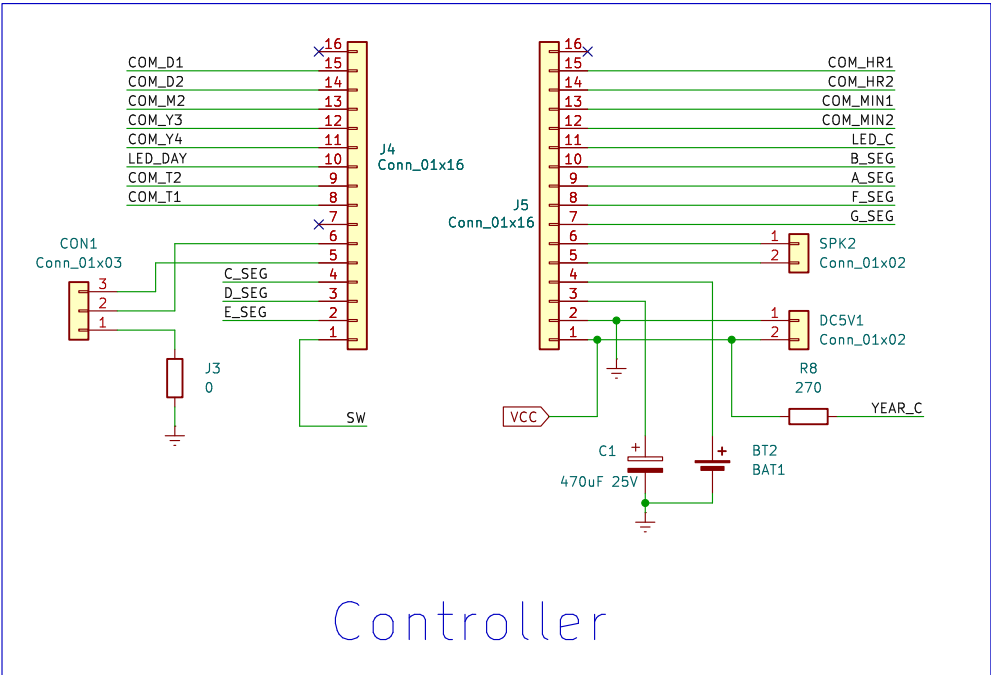 16
COM_D1 15
COM_D2 14
COM_M2 13
COM_Y3 12
COM_Y4 11
LED_DAY 10
COM_T2 9
COM_T1 8
7
6
5
C_SEG 4
D_SEG 3
E_SEG 2
1
J4
Conn_01x16
CON1
Conn_01x03
3
2
1
J3
0
SW
16
15 COM_HR1
14 COM_HR2
13 COM_MIN1
12 COM_MIN2
11 LED_C
10 B_SEG
9 A_SEG
8 F_SEG
7 G_SEG
6
5
4
3
2
1
J5
Conn_01x16
1
2
SPK2
Conn_01x02
1
2
DC5V1
Conn_01x02
R8
270
YEAR_C
VCC
C1 +
470uF 25V
+ BT2
BAT1
Controller